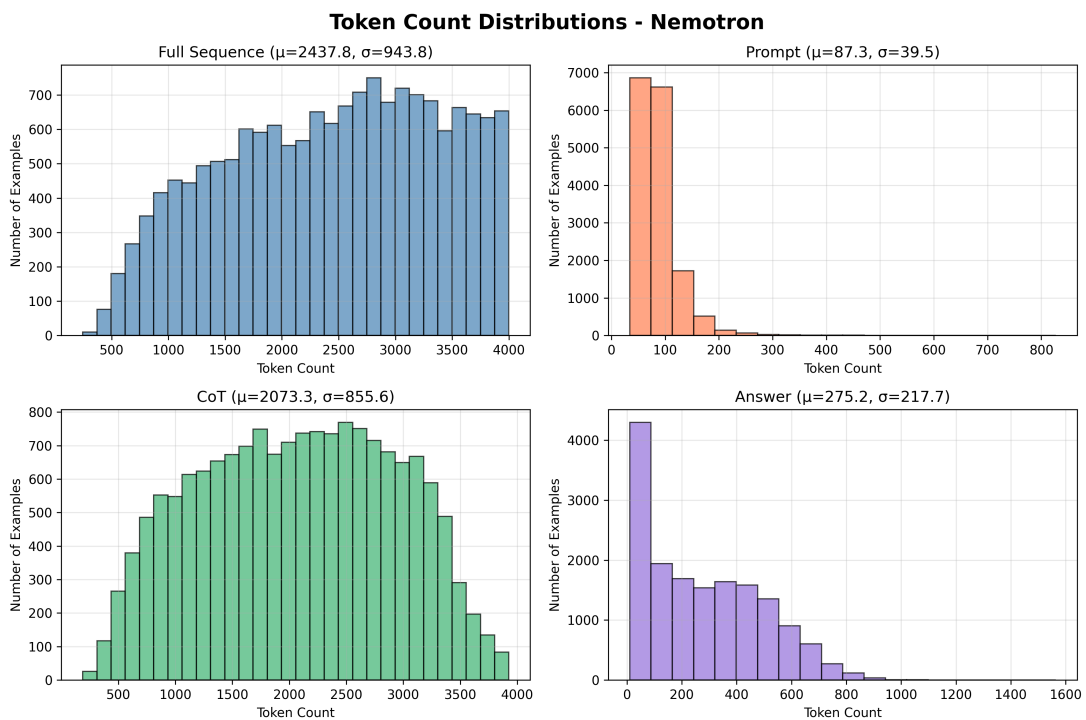 Token Count Distributions - Nemotron
Full Sequence (μ=2437.8, σ=943.8)
Number of Examples
700
600
500
400
300
200
100
0
500 1000 1500 2000 2500 3000 3500 4000
Token Count
Prompt (μ=87.3, σ=39.5)
Number of Examples
7000
6000
5000
4000
3000
2000
1000
0
0 100 200 300 400 500 600 700 800
Token Count
CoT (μ=2073.3, σ=855.6)
Number of Examples
800
700
600
500
400
300
200
100
0
500 1000 1500 2000 2500 3000 3500 4000
Token Count
Answer (μ=275.2, σ=217.7)
Number of Examples
4000
3000
2000
1000
0
0 200 400 600 800 1000 1200 1400 1600
Token Count